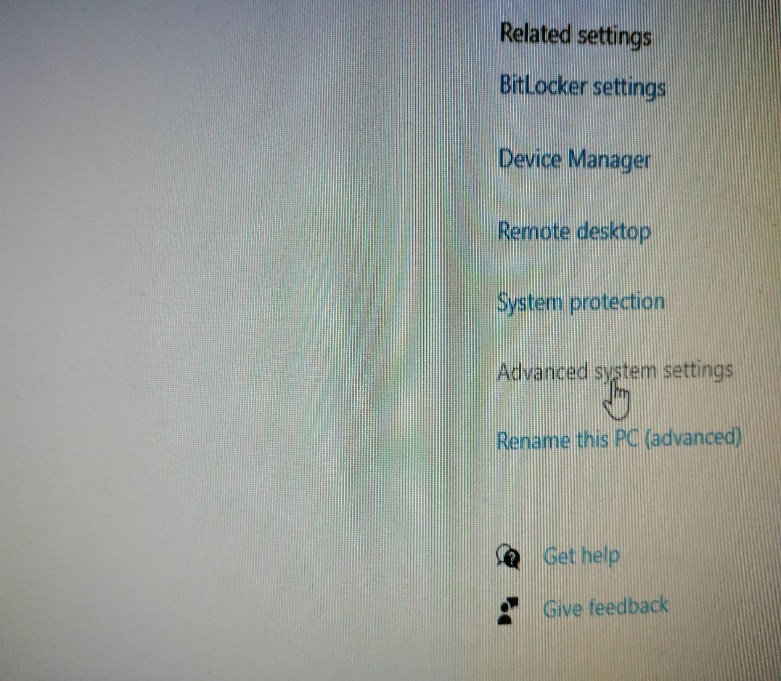 Related settings
BitLocker settings
Device Manager
Remote desktop
System protection
Advanced system settings
Rename this PC (advanced)
Get help
Give feedback